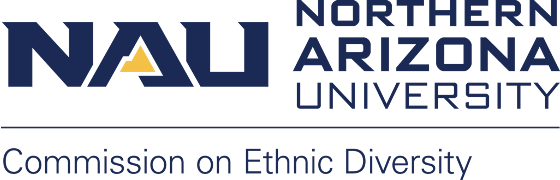 NAU
NORTHERN
ARIZONA
UNIVERSITY
Commission on Ethnic Diversity